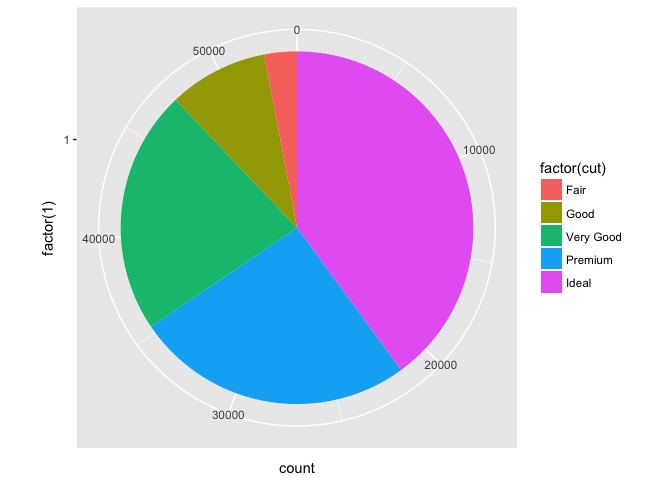 0
50000
10000
1
40000
20000
30000
factor(1)
count
factor(cut)
Fair
Good
Very Good
Premium
Ideal